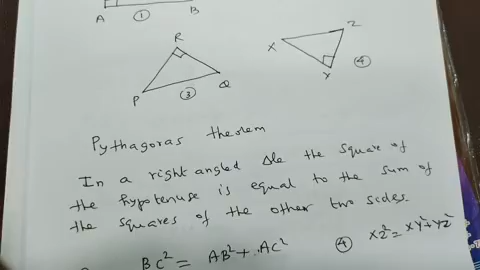 A B
①
R
X Z
P Q
③
Y ④
Pythagoras theorem
In a right angled Δle the square of
the hypotenuse is equal to the sum of
the squares of the other two sides.
BC² = AB² + AC² ④ XZ² = XY² + YZ²